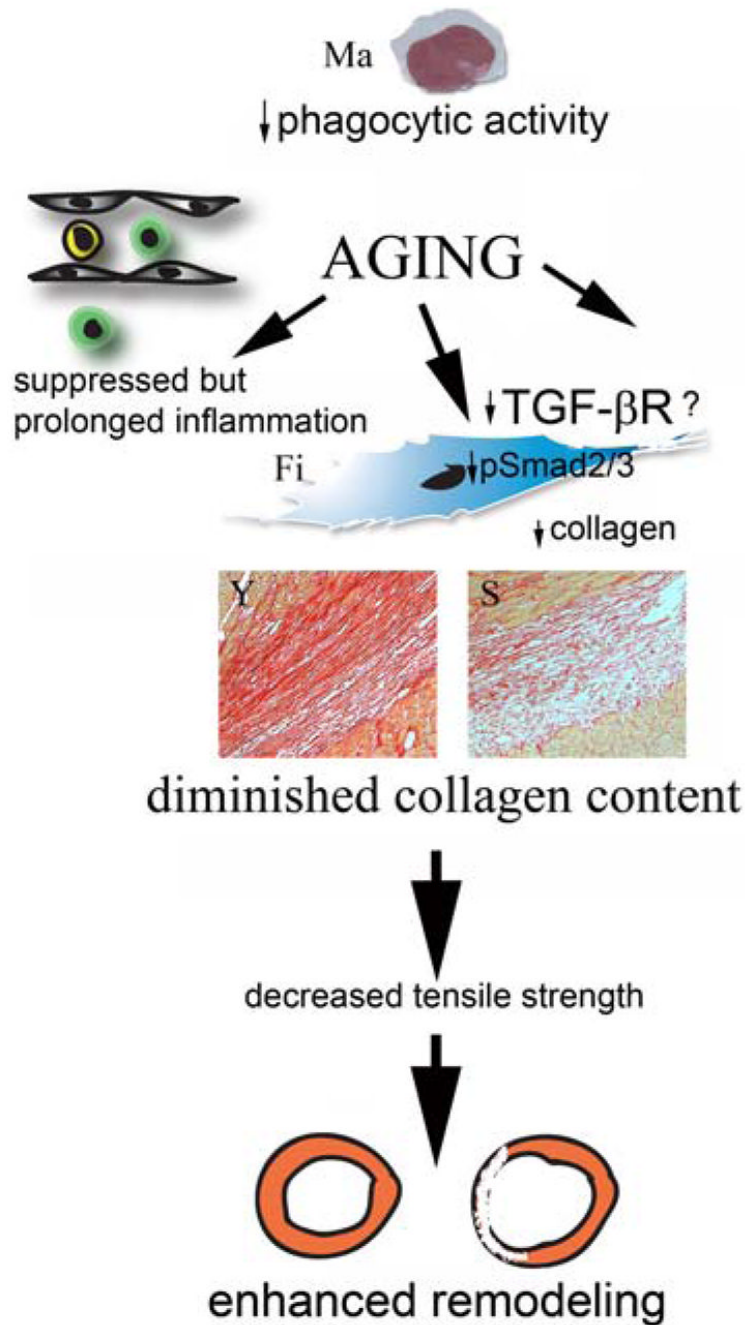 Ma
↓phagocytic activity
AGING
suppressed but
prolonged inflammation
↓TGF-βR ?
Fi
↓pSmad2/3
↓collagen
Y
S
diminished collagen content
decreased tensile strength
enhanced remodeling